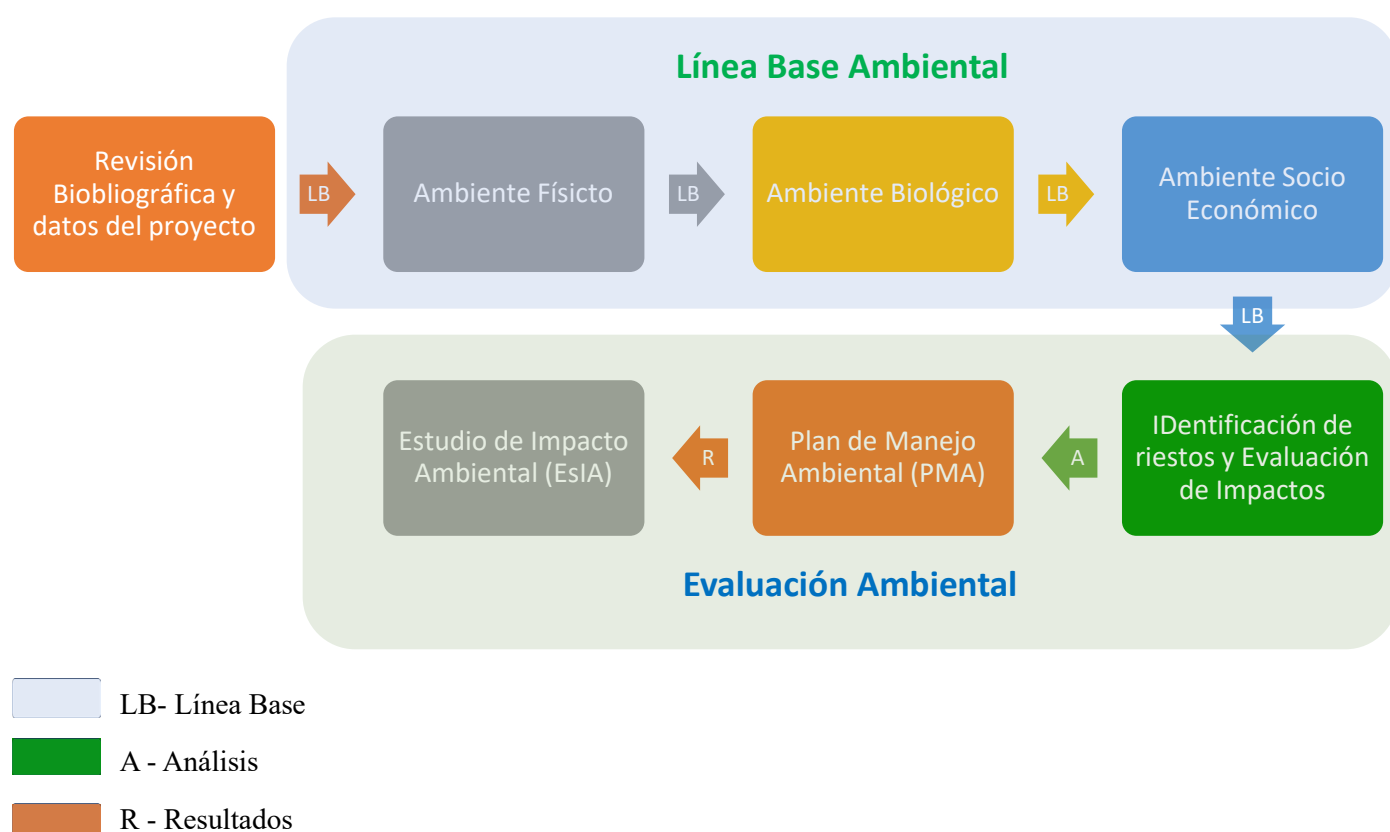 Línea Base Ambiental
Revisión
Biobliográfica y
datos del proyecto
LB
Ambiente Físicto
LB
Ambiente Biológico
LB
Ambiente Socio
Económico
LB
IDentificación de
riestos y Evaluación
de Impactos
A
Plan de Manejo
Ambiental (PMA)
R
Estudio de Impacto
Ambiental (EsIA)
Evaluación Ambiental
LB- Línea Base
A - Análisis
R - Resultados